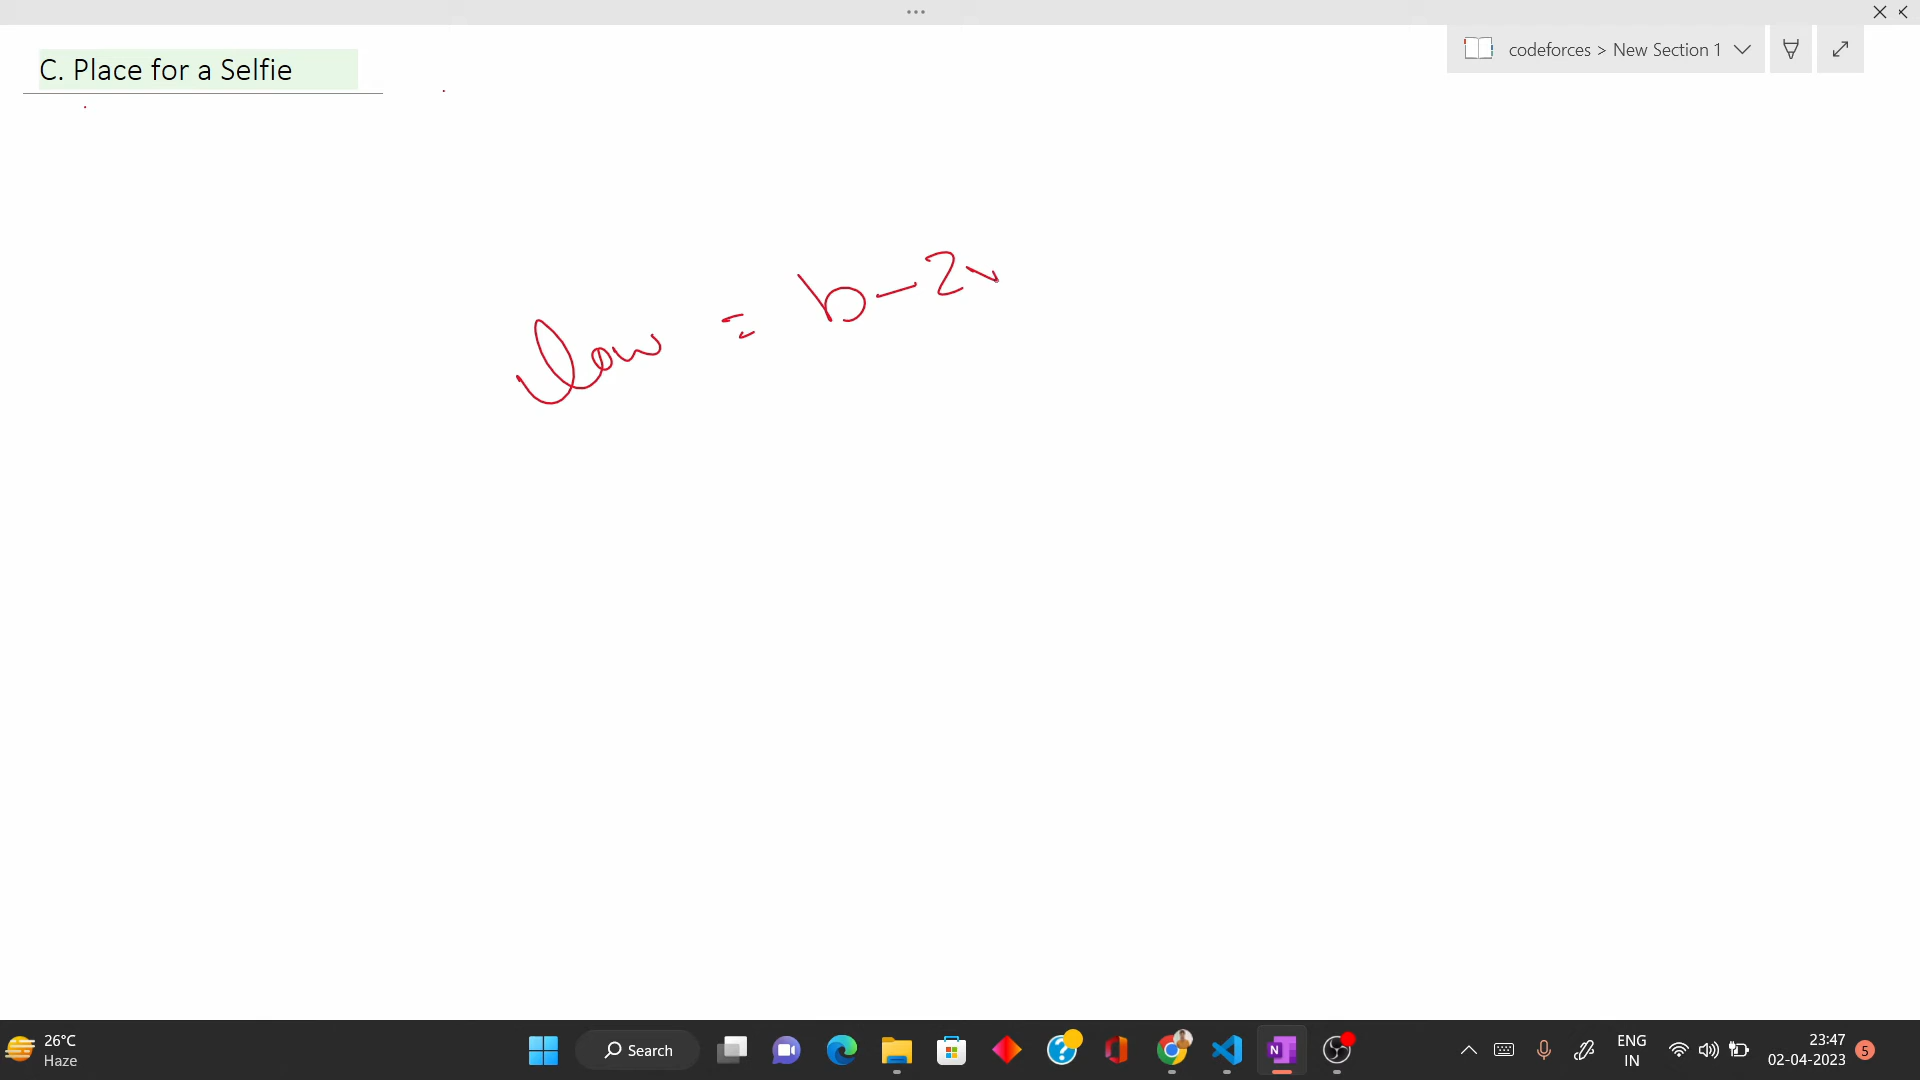 codeforces > New Section 1
C. Place for a Selfie
low = b - 2
26°C
Haze
Search
ENG
IN
23:47
02-04-2023
5